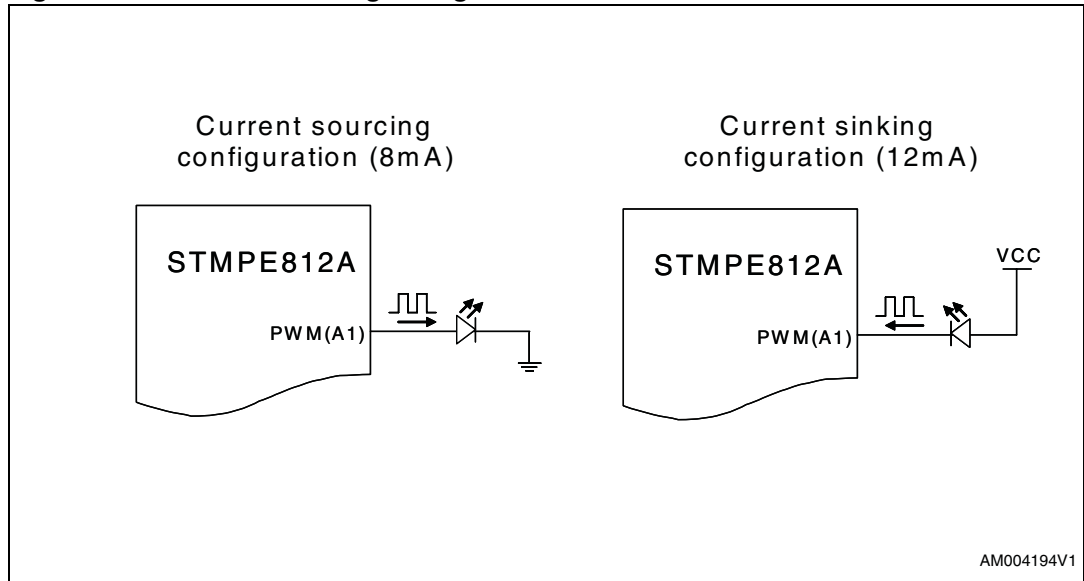 Current sourcing
configuration (8mA)
Current sinking
configuration (12mA)
STMPE812A
PWM(A1)
STMPE812A
PWM(A1)
VCC
AM004194V1